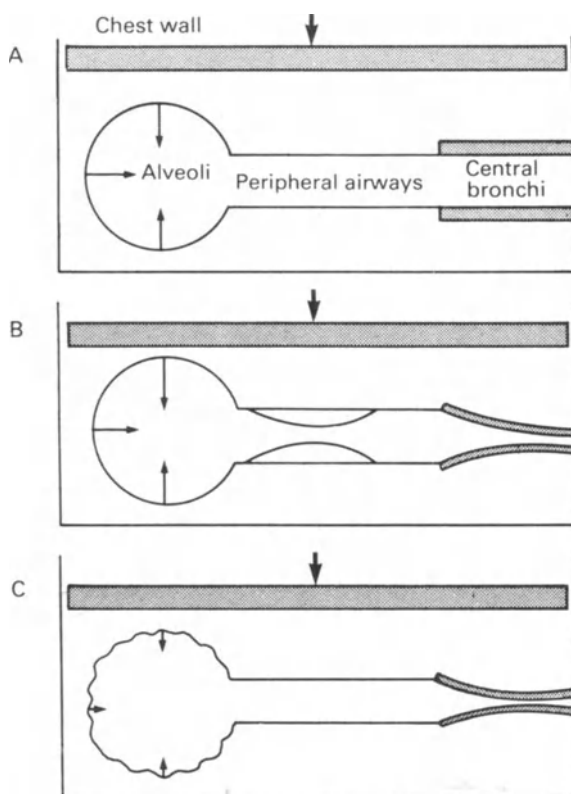 Chest wall
A
Alveoli
Peripheral airways
Central
bronchi
B
C